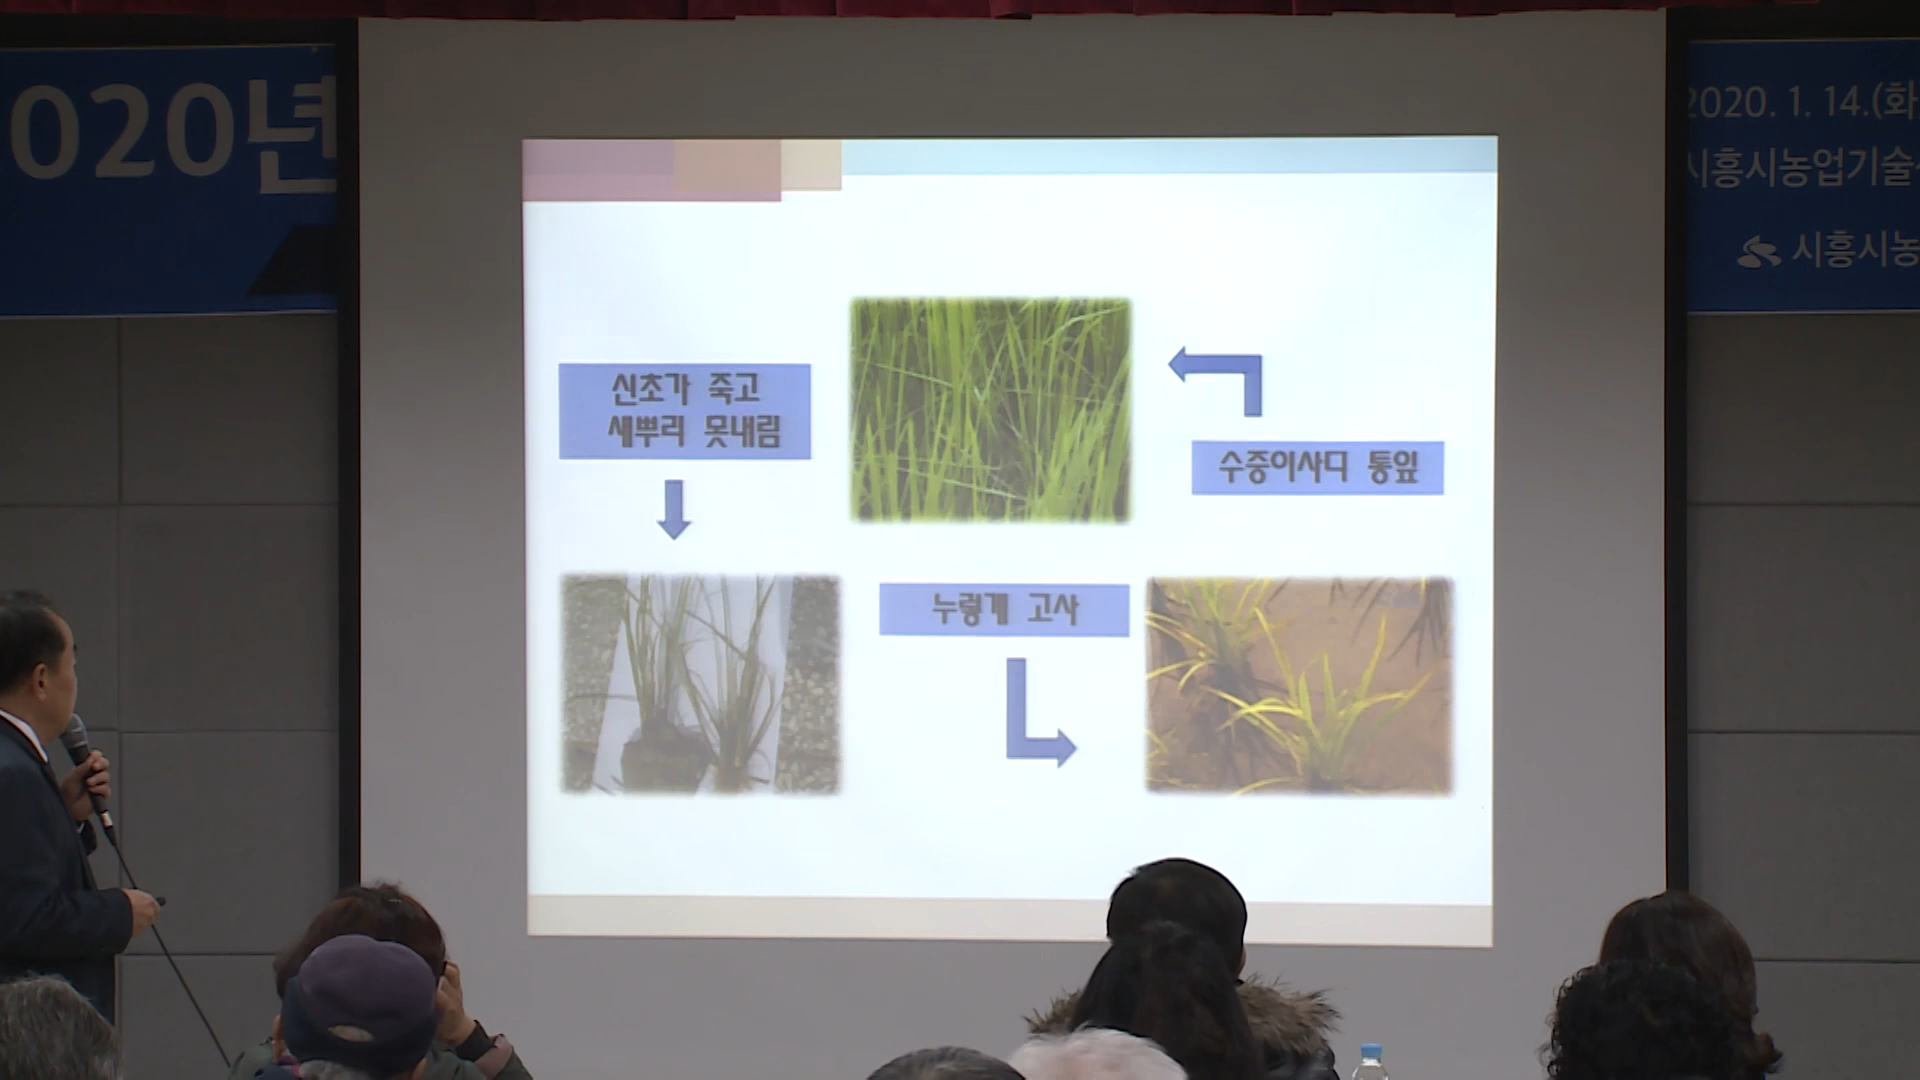 020년
2020. 1. 14.(화
시흥시농업기술
시흥시농
신초가 죽고
새뿌리 못내림
수중이사디 통잎
누렇게 고사